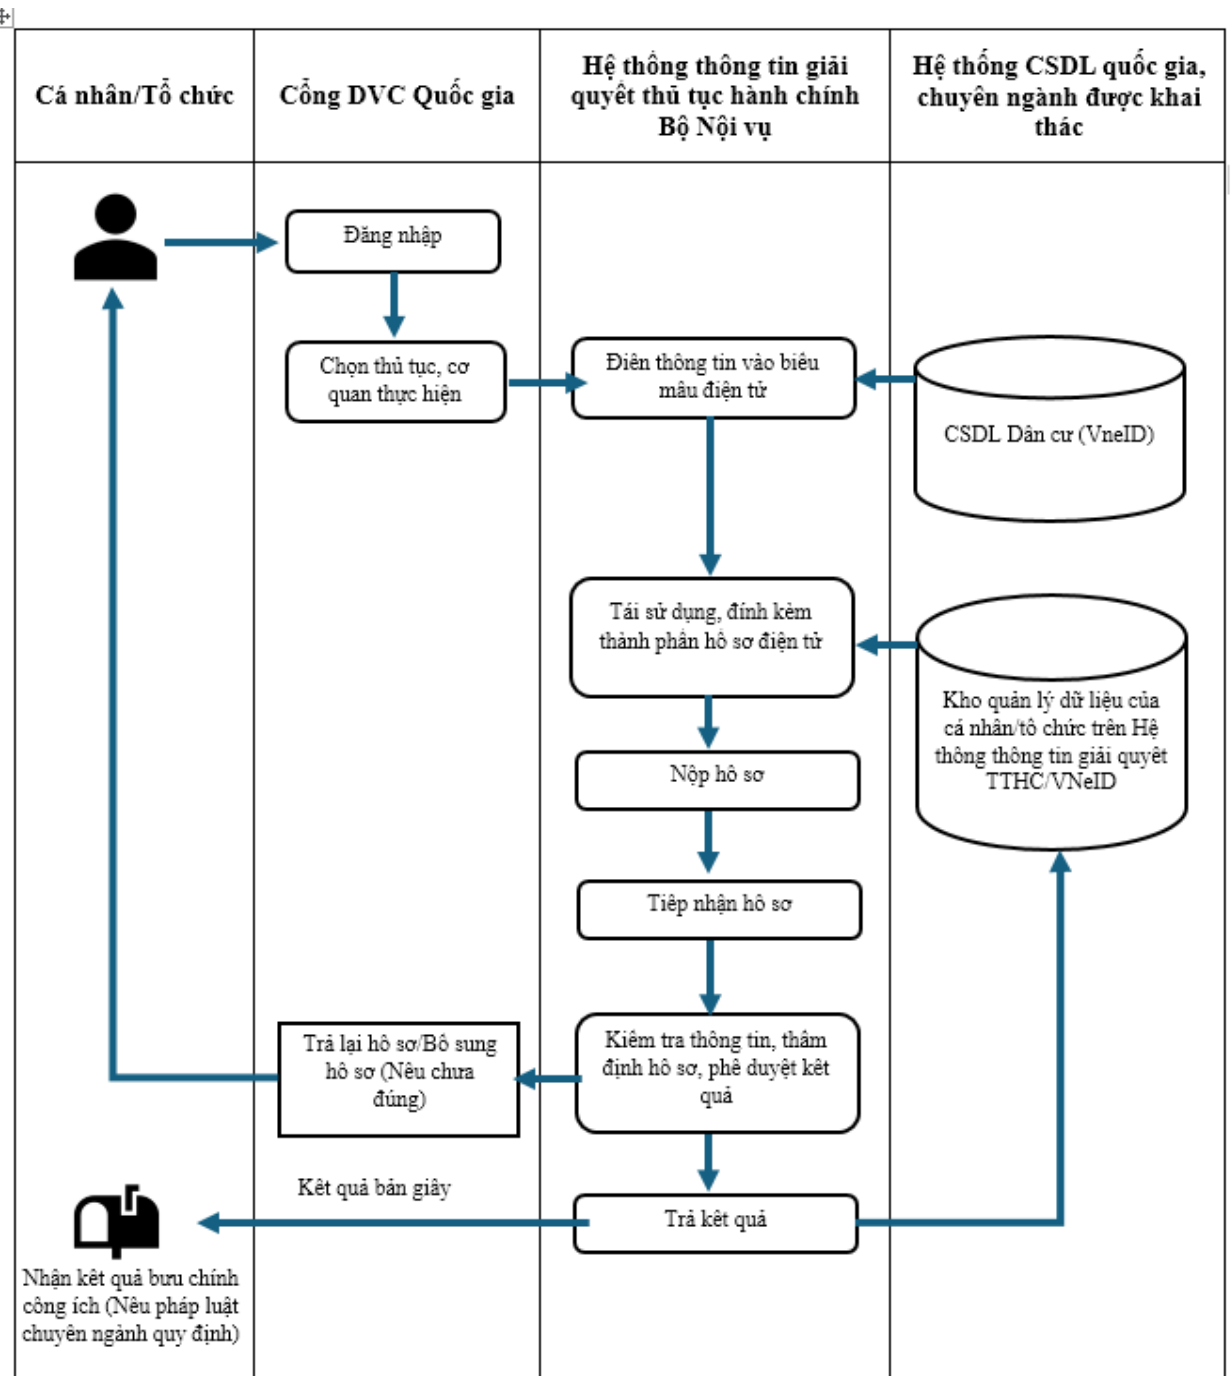 Cá nhân/Tổ chức
Cổng DVC Quốc gia
Hệ thống thông tin giải
quyết thủ tục hành chính
Bộ Nội vụ
Hệ thống CSDL quốc gia,
chuyên ngành được khai
thác
Đăng nhập
Chọn thủ tục, cơ
quan thực hiện
Điền thông tin vào biểu
mẫu điện tử
CSDL Dân cư (VneID)
Tái sử dụng, đính kèm
thành phần hồ sơ điện tử
Kho quản lý dữ liệu của
cá nhân/tổ chức trên Hệ
thống thông tin giải quyết
TTHC/VNeID
Nộp hồ sơ
Tiếp nhận hồ sơ
Trả lại hồ sơ/Bổ sung
hồ sơ (Nếu chưa
đúng)
Kiểm tra thông tin, thẩm
định hồ sơ, phê duyệt kết
quả
Kết quả bản giấy
Trả kết quả
Nhận kết quả bưu chính
công ích (Nếu pháp luật
chuyên ngành quy định)